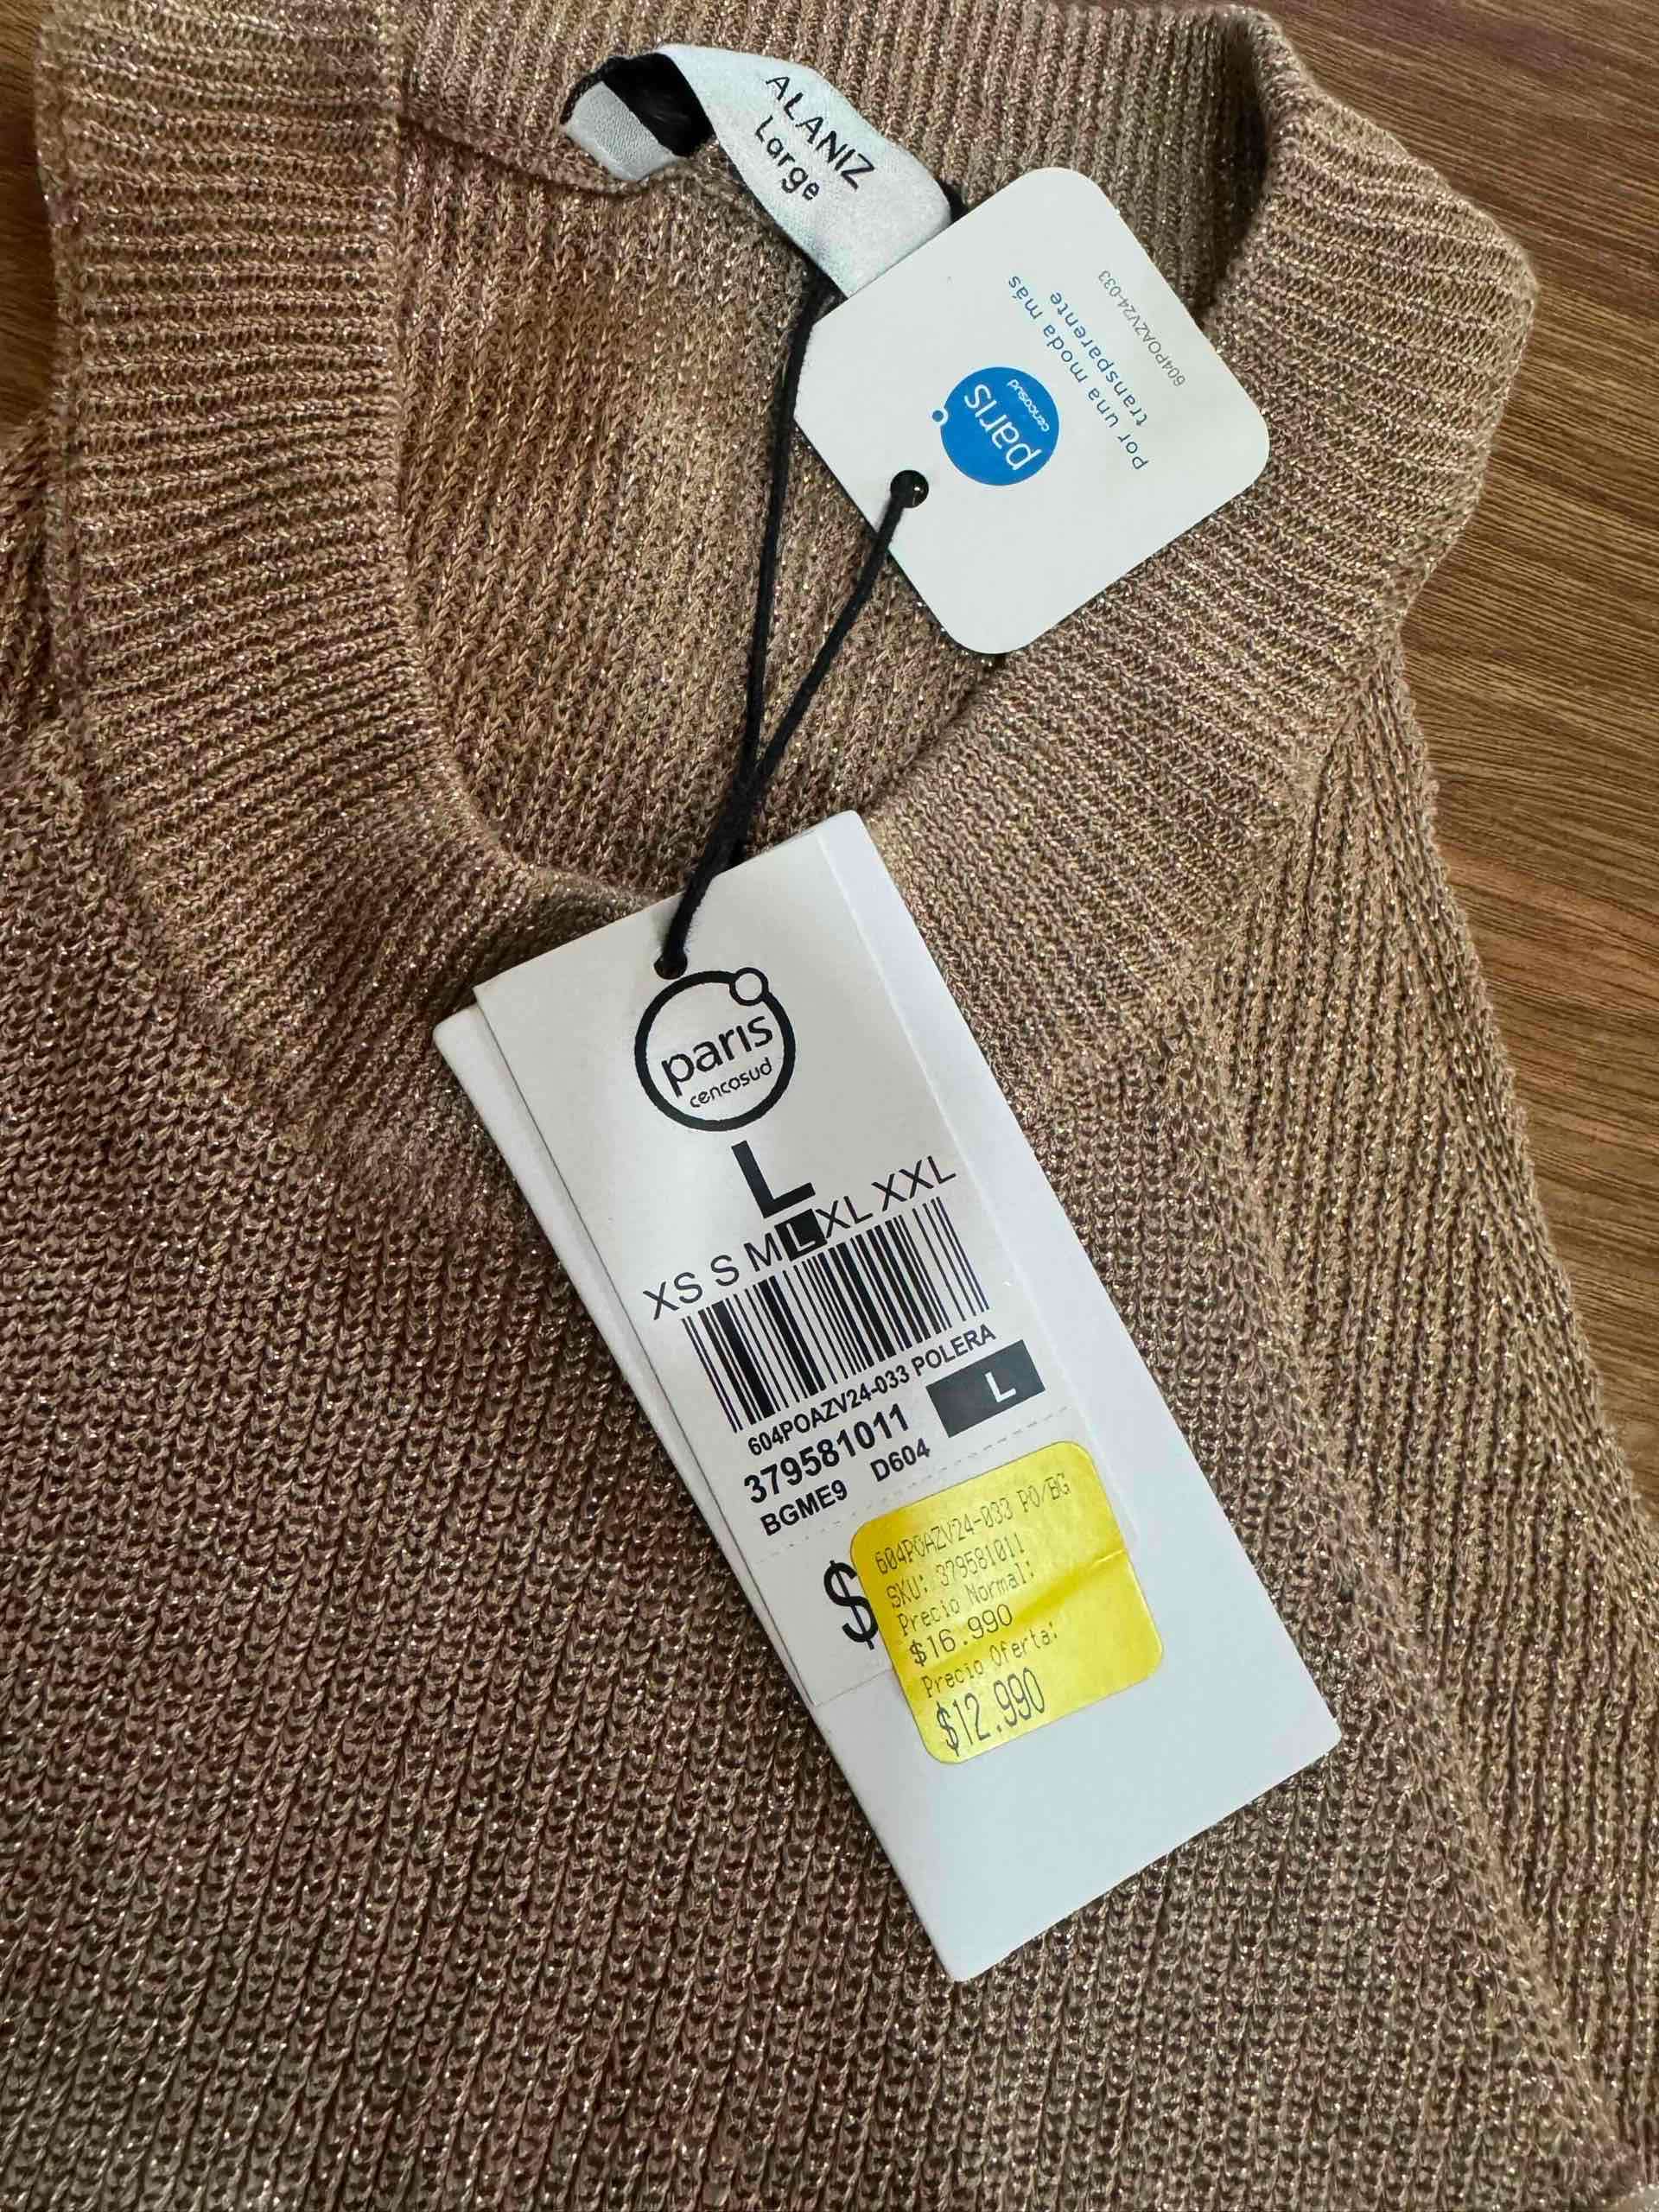 ALANIZ
Large
paris
cencosud
por una moda más
transparente
604POAZV24-033
paris
cencosud
L
XS S M L XL XXL
604POAZV24-033 POLERA
379581011
L
BGME9 D604
$
604POAZV24-033 PO/BG
SKU: 379581011
Precio Normal:
$16.990
Precio Oferta:
$12.990